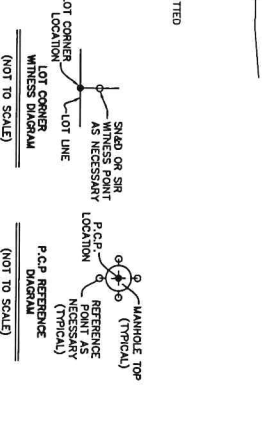 TTED
LOT CORNER
LOCATION
SN&D OR SIR
WITNESS POINT
AS NECESSARY
LOT LINE
LOT CORNER
WITNESS DIAGRAM
(NOT TO SCALE)
MANHOLE TOP
(TYPICAL)
P.C.P.
LOCATION
REFERENCE
POINT AS
NECESSARY
(TYPICAL)
P.C.P REFERENCE
DIAGRAM
(NOT TO SCALE)